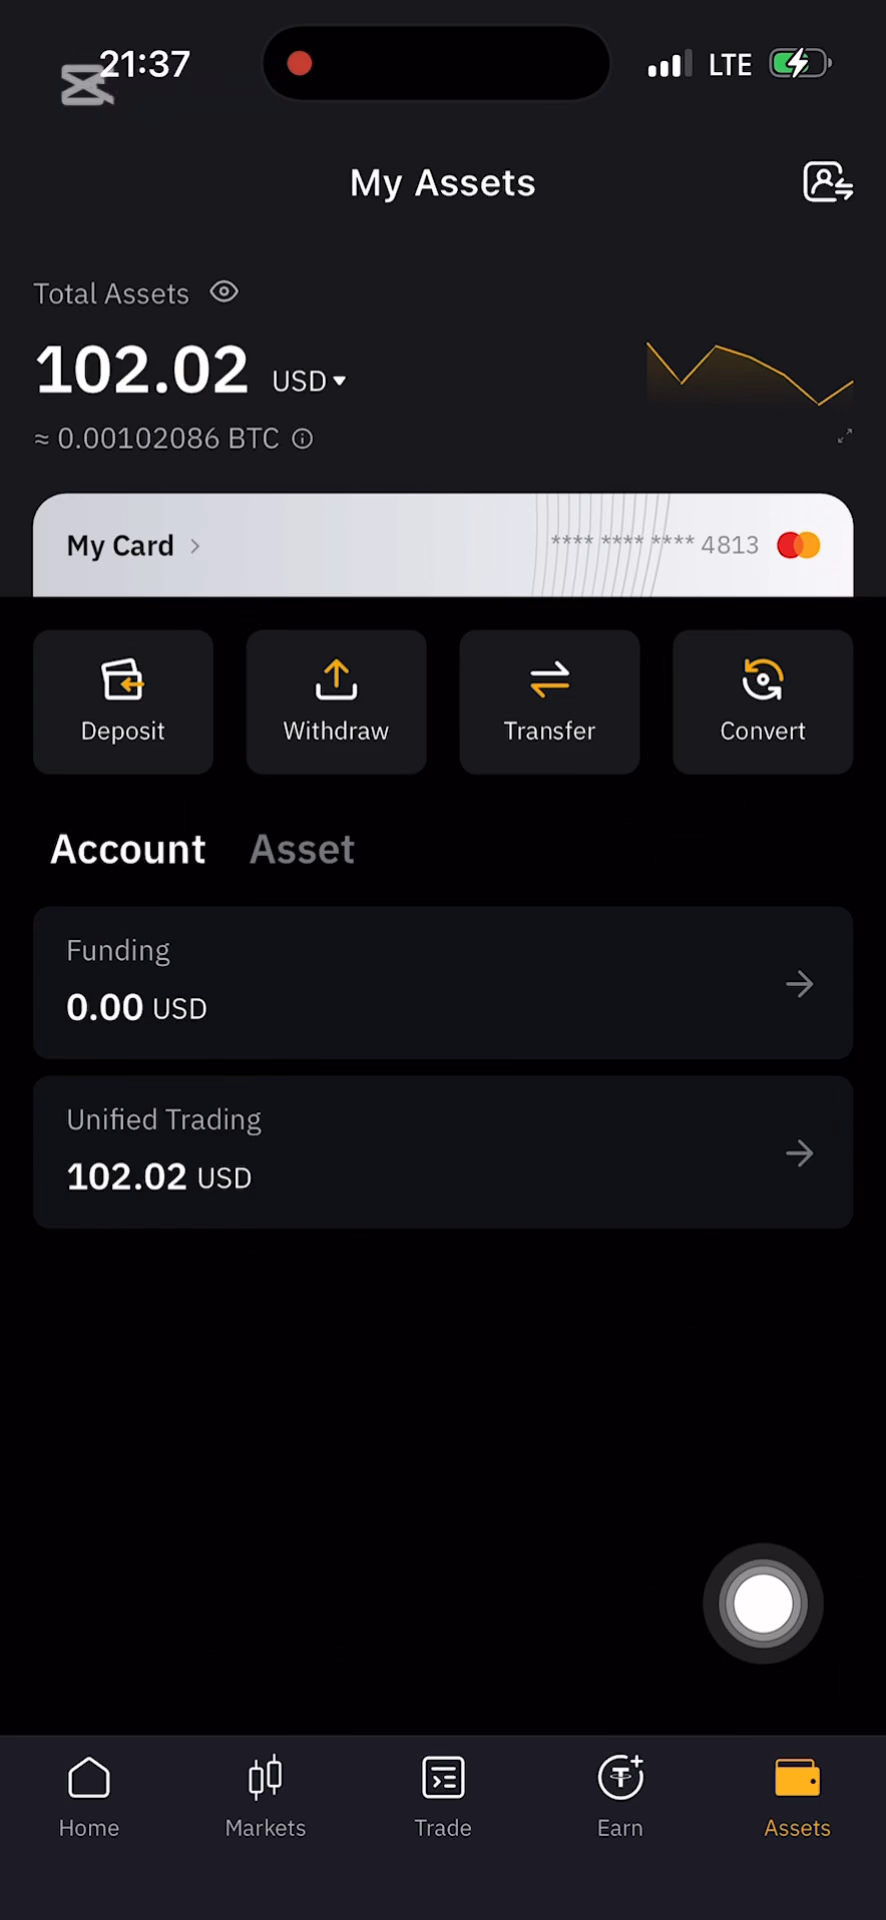 21:37
LTE
My Assets
Total Assets
102.02 USD
≈ 0.00102086 BTC
My Card
**** **** **** 4813
Deposit
Withdraw
Transfer
Convert
Account
Asset
Funding
0.00 USD
Unified Trading
102.02 USD
Home
Markets
Trade
Earn
Assets